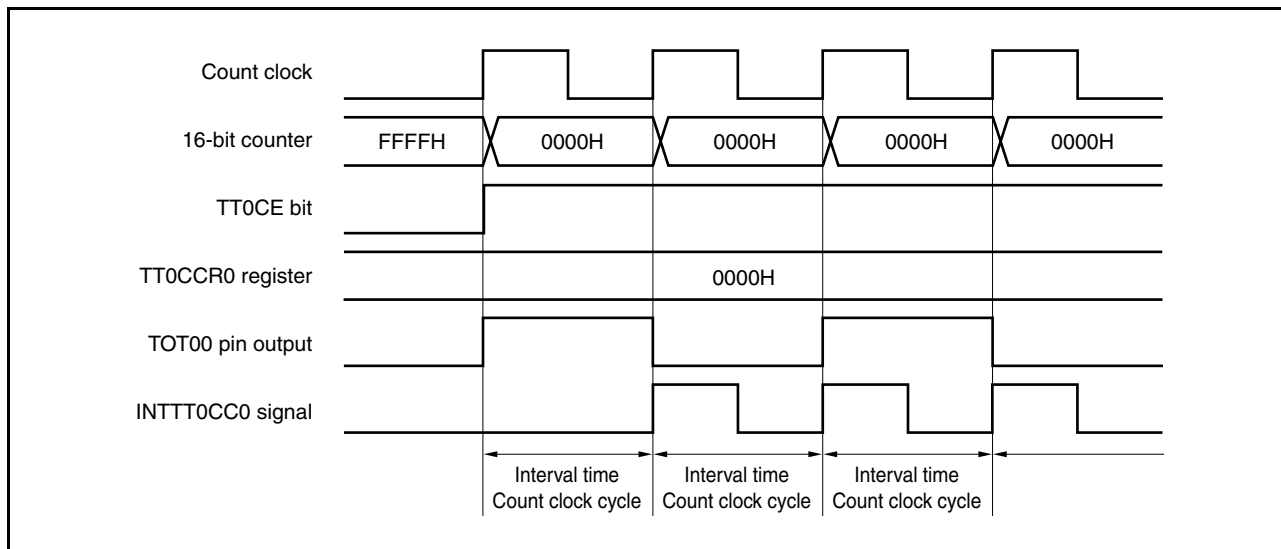 Count clock
16-bit counter
FFFFH
0000H
0000H
0000H
0000H
TT0CE bit
TT0CCR0 register
0000H
TOT00 pin output
INTTT0CC0 signal
Interval time
Count clock cycle
Interval time
Count clock cycle
Interval time
Count clock cycle